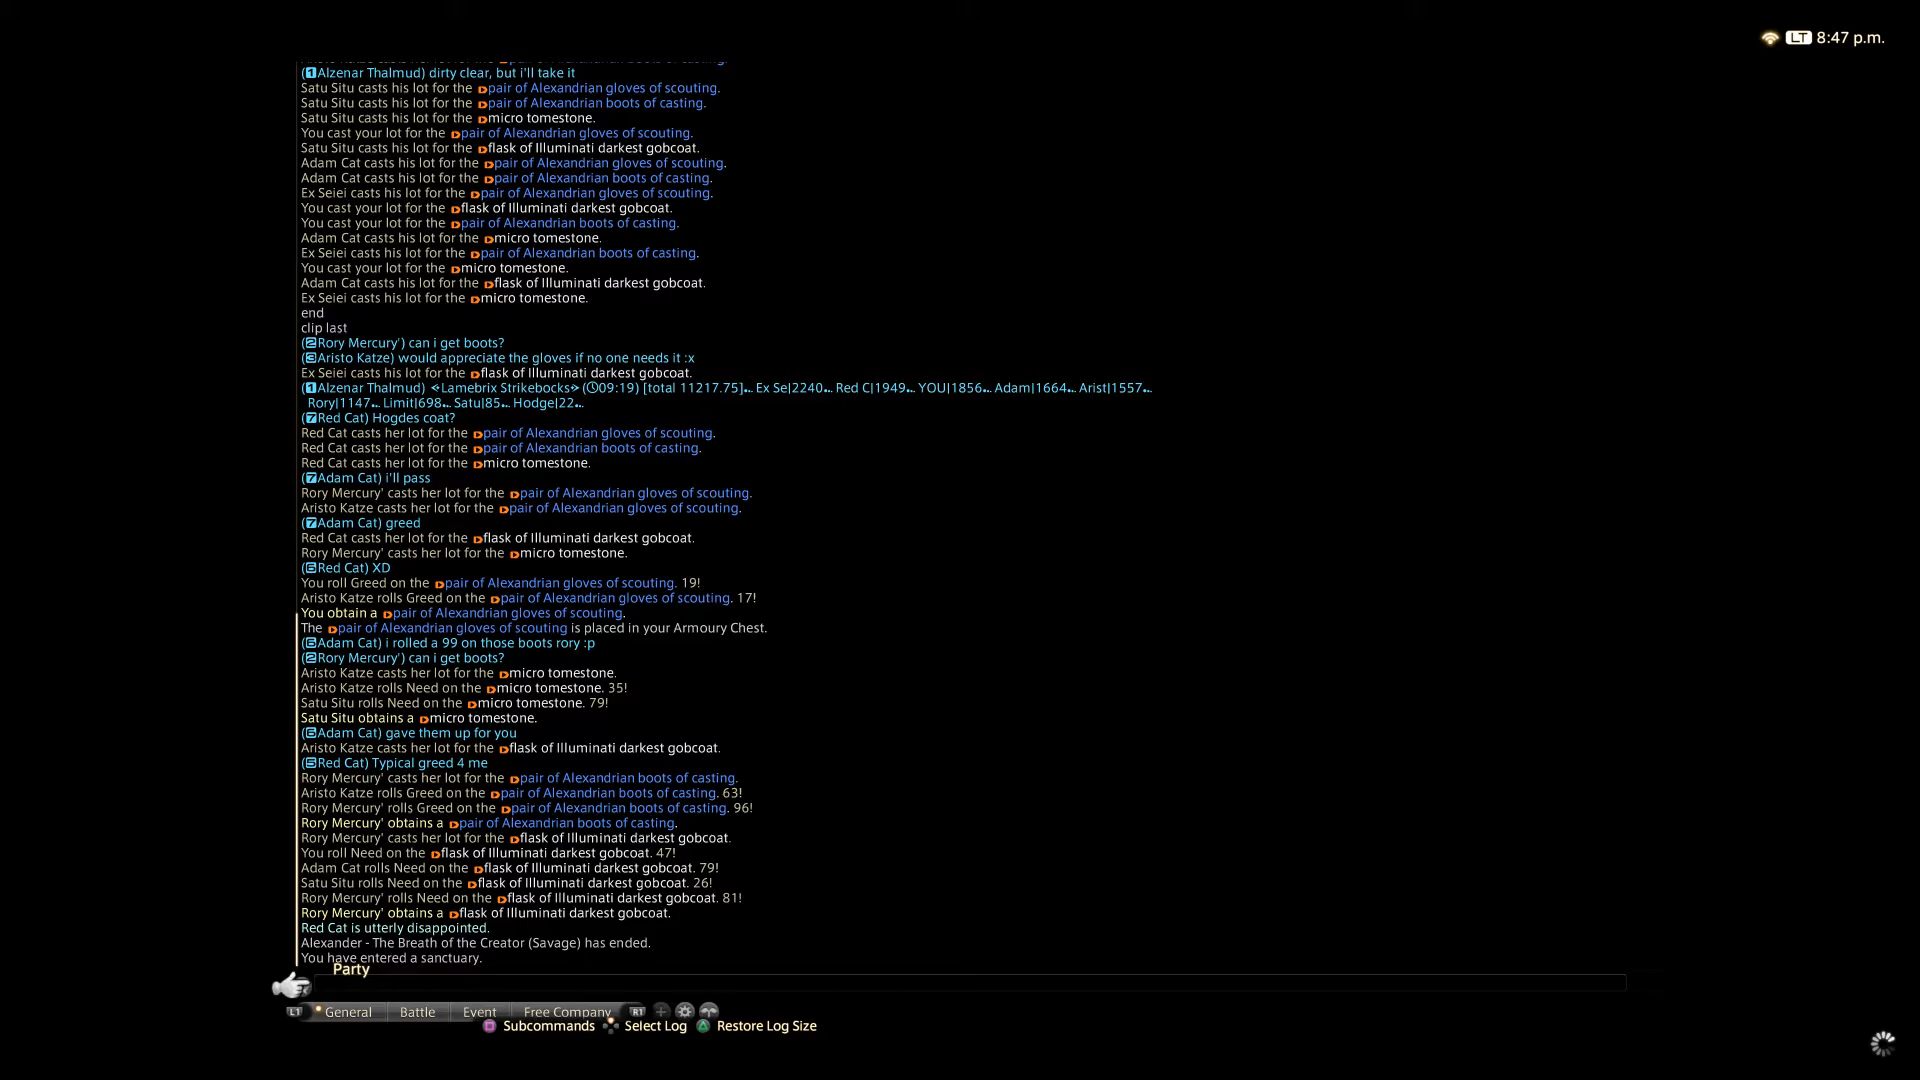 LT 8:47 p.m.
(1Alzenar Thalmud) dirty clear, but i'll take it
Satu Situ casts his lot for the pair of Alexandrian gloves of scouting.
Satu Situ casts his lot for the pair of Alexandrian boots of casting.
Satu Situ casts his lot for the micro tomestone.
You cast your lot for the pair of Alexandrian gloves of scouting.
Satu Situ casts his lot for the flask of Illuminati darkest gobcoat.
Adam Cat casts his lot for the pair of Alexandrian gloves of scouting.
Adam Cat casts his lot for the pair of Alexandrian boots of casting.
Ex Seiei casts his lot for the pair of Alexandrian gloves of scouting.
You cast your lot for the flask of Illuminati darkest gobcoat.
You cast your lot for the pair of Alexandrian boots of casting.
Adam Cat casts his lot for the micro tomestone.
Ex Seiei casts his lot for the pair of Alexandrian boots of casting.
You cast your lot for the micro tomestone.
Adam Cat casts his lot for the flask of Illuminati darkest gobcoat.
Ex Seiei casts his lot for the micro tomestone.
end
clip last
(2Rory Mercury') can i get boots?
(3Aristo Katze) would appreciate the gloves if no one needs it :x
Ex Seiei casts his lot for the flask of Illuminati darkest gobcoat.
(1Alzenar Thalmud) <Lamebrix Strikebocks> (09:19) [total 11217.75].. Ex Se|2240.. Red C|1949.. YOU|1856.. Adam|1664.. Arist|1557..
Rory|1147.. Limit|698.. Satu|85.. Hodge|22..
(7Red Cat) Hogdes coat?
Red Cat casts her lot for the pair of Alexandrian gloves of scouting.
Red Cat casts her lot for the pair of Alexandrian boots of casting.
Red Cat casts her lot for the micro tomestone.
(7Adam Cat) i'll pass
Rory Mercury' casts her lot for the pair of Alexandrian gloves of scouting.
Aristo Katze casts her lot for the pair of Alexandrian gloves of scouting.
(7Adam Cat) greed
Red Cat casts her lot for the flask of Illuminati darkest gobcoat.
Rory Mercury' casts her lot for the micro tomestone.
(Red Cat) XD
You roll Greed on the pair of Alexandrian gloves of scouting. 19!
Aristo Katze rolls Greed on the pair of Alexandrian gloves of scouting. 17!
You obtain a pair of Alexandrian gloves of scouting.
The pair of Alexandrian gloves of scouting is placed in your Armoury Chest.
(Adam Cat) i rolled a 99 on those boots rory :p
(2Rory Mercury') can i get boots?
Aristo Katze casts her lot for the micro tomestone.
Aristo Katze rolls Need on the micro tomestone. 35!
Satu Situ rolls Need on the micro tomestone. 79!
Satu Situ obtains a micro tomestone.
(Adam Cat) gave them up for you
Aristo Katze casts her lot for the flask of Illuminati darkest gobcoat.
(Red Cat) Typical greed 4 me
Rory Mercury' casts her lot for the pair of Alexandrian boots of casting.
Aristo Katze rolls Greed on the pair of Alexandrian boots of casting. 63!
Rory Mercury' rolls Greed on the pair of Alexandrian boots of casting. 96!
Rory Mercury' obtains a pair of Alexandrian boots of casting.
Rory Mercury' casts her lot for the flask of Illuminati darkest gobcoat.
You roll Need on the flask of Illuminati darkest gobcoat. 47!
Adam Cat rolls Need on the flask of Illuminati darkest gobcoat. 79!
Satu Situ rolls Need on the flask of Illuminati darkest gobcoat. 26!
Rory Mercury' rolls Need on the flask of Illuminati darkest gobcoat. 81!
Rory Mercury' obtains a flask of Illuminati darkest gobcoat.
Red Cat is utterly disappointed.
Alexander - The Breath of the Creator (Savage) has ended.
You have entered a sanctuary.
Party
L1 General Battle Event Free Company R1
Subcommands Select Log Restore Log Size